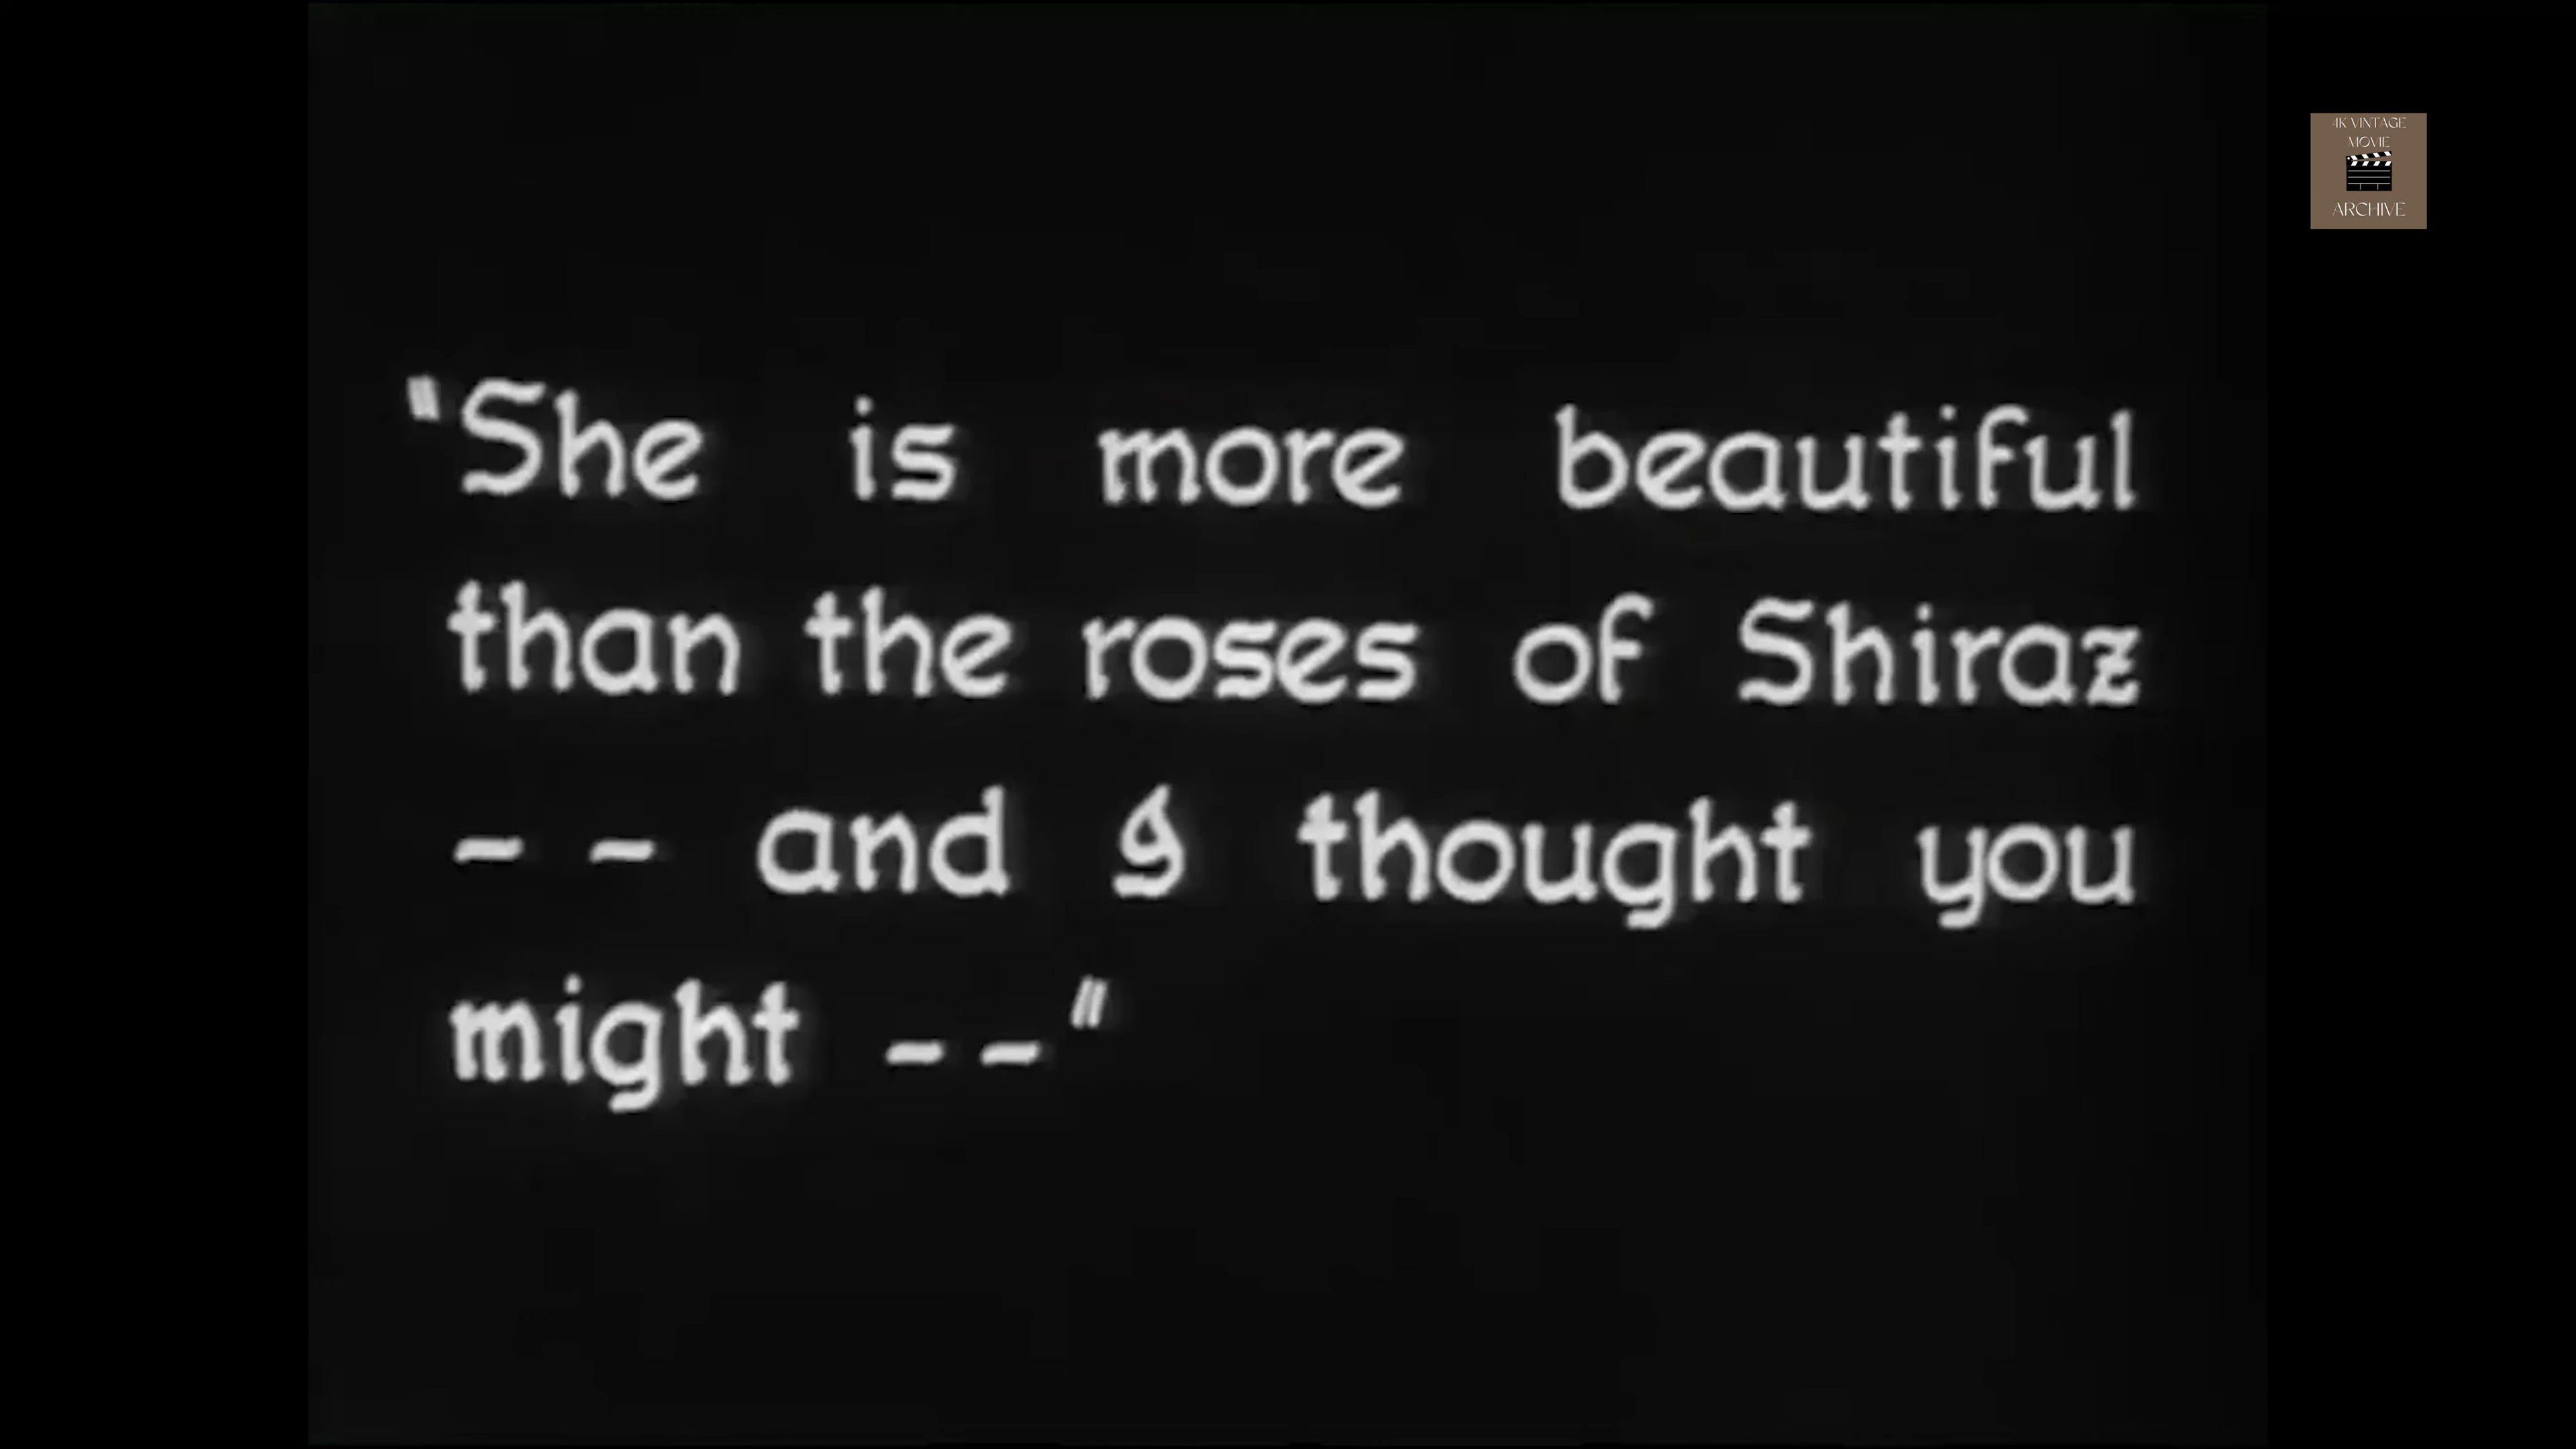 4K VINTAGE
MOVIE
ARCHIVE
"She is more beautiful
than the roses of Shiraz
-- and I thought you
might --"